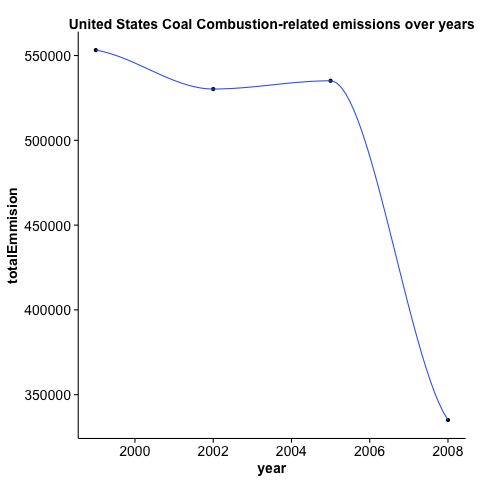 United States Coal Combustion-related emissions over years
550000
500000
450000
400000
350000
totalEmmision
2000 2002 2004 2006 2008
year